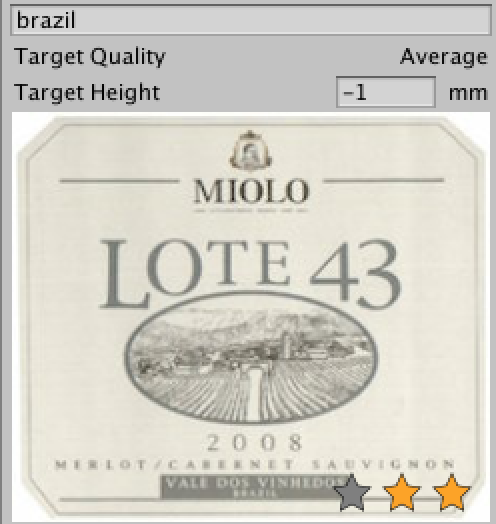 brazil
Target Quality Average
Target Height -1 mm
MIOLO
LOTE 43
2008
MERLOT/CABERNET SAUVIGNON
VALE DOS VINHEDOS
BRAZIL